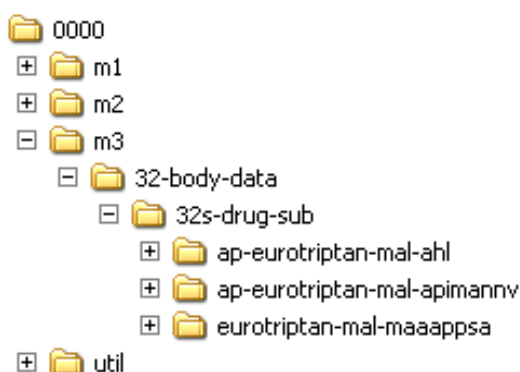 0000
m1
m2
m3
32-body-data
32s-drug-sub
ap-eurotriptan-mal-ahl
ap-eurotriptan-mal-apimannv
eurotriptan-mal-maaappsa
util